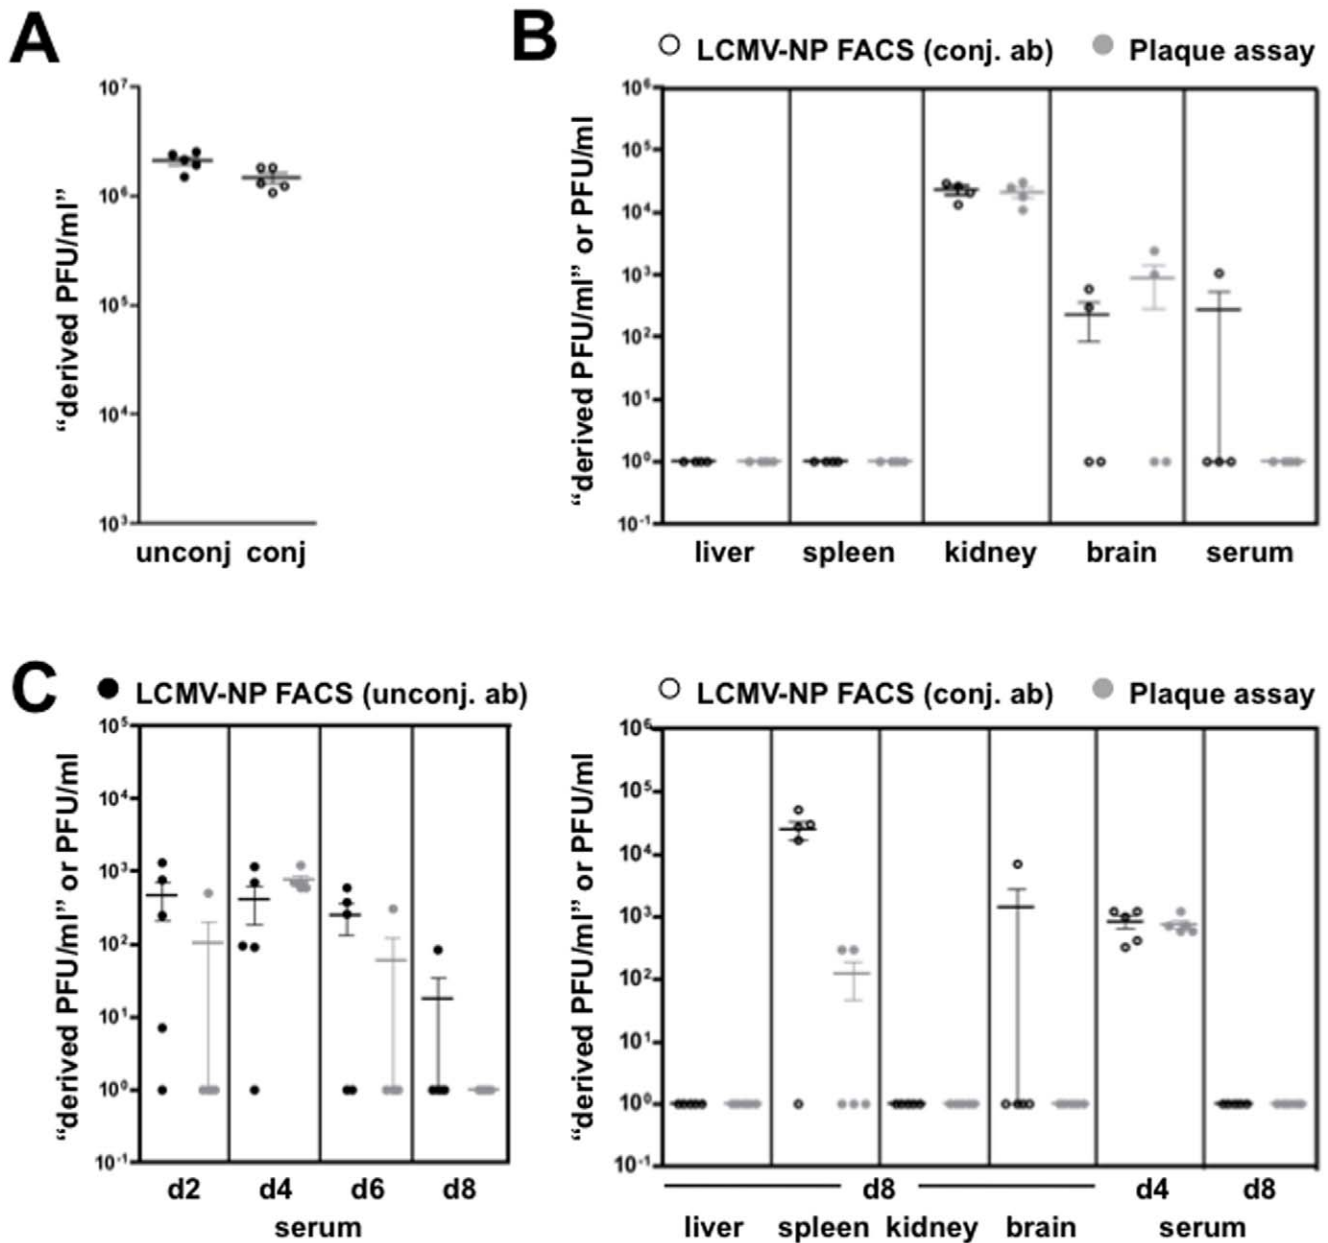 A
10⁷
10⁶
10⁵
10⁴
10³
“derived PFU/ml”
unconj conj
B
LCMV-NP FACS (conj. ab) Plaque assay
10⁶
10⁵
10⁴
10³
10²
10¹
10⁰
10⁻¹
“derived PFU/ml” or PFU/ml
liver spleen kidney brain serum
C
LCMV-NP FACS (unconj. ab)
10⁵
10⁴
10³
10²
10¹
10⁰
10⁻¹
“derived PFU/ml” or PFU/ml
d2 d4 d6 d8
serum
LCMV-NP FACS (conj. ab) Plaque assay
10⁶
10⁵
10⁴
10³
10²
10¹
10⁰
10⁻¹
“derived PFU/ml” or PFU/ml
d8 d4 d8
liver spleen kidney brain serum